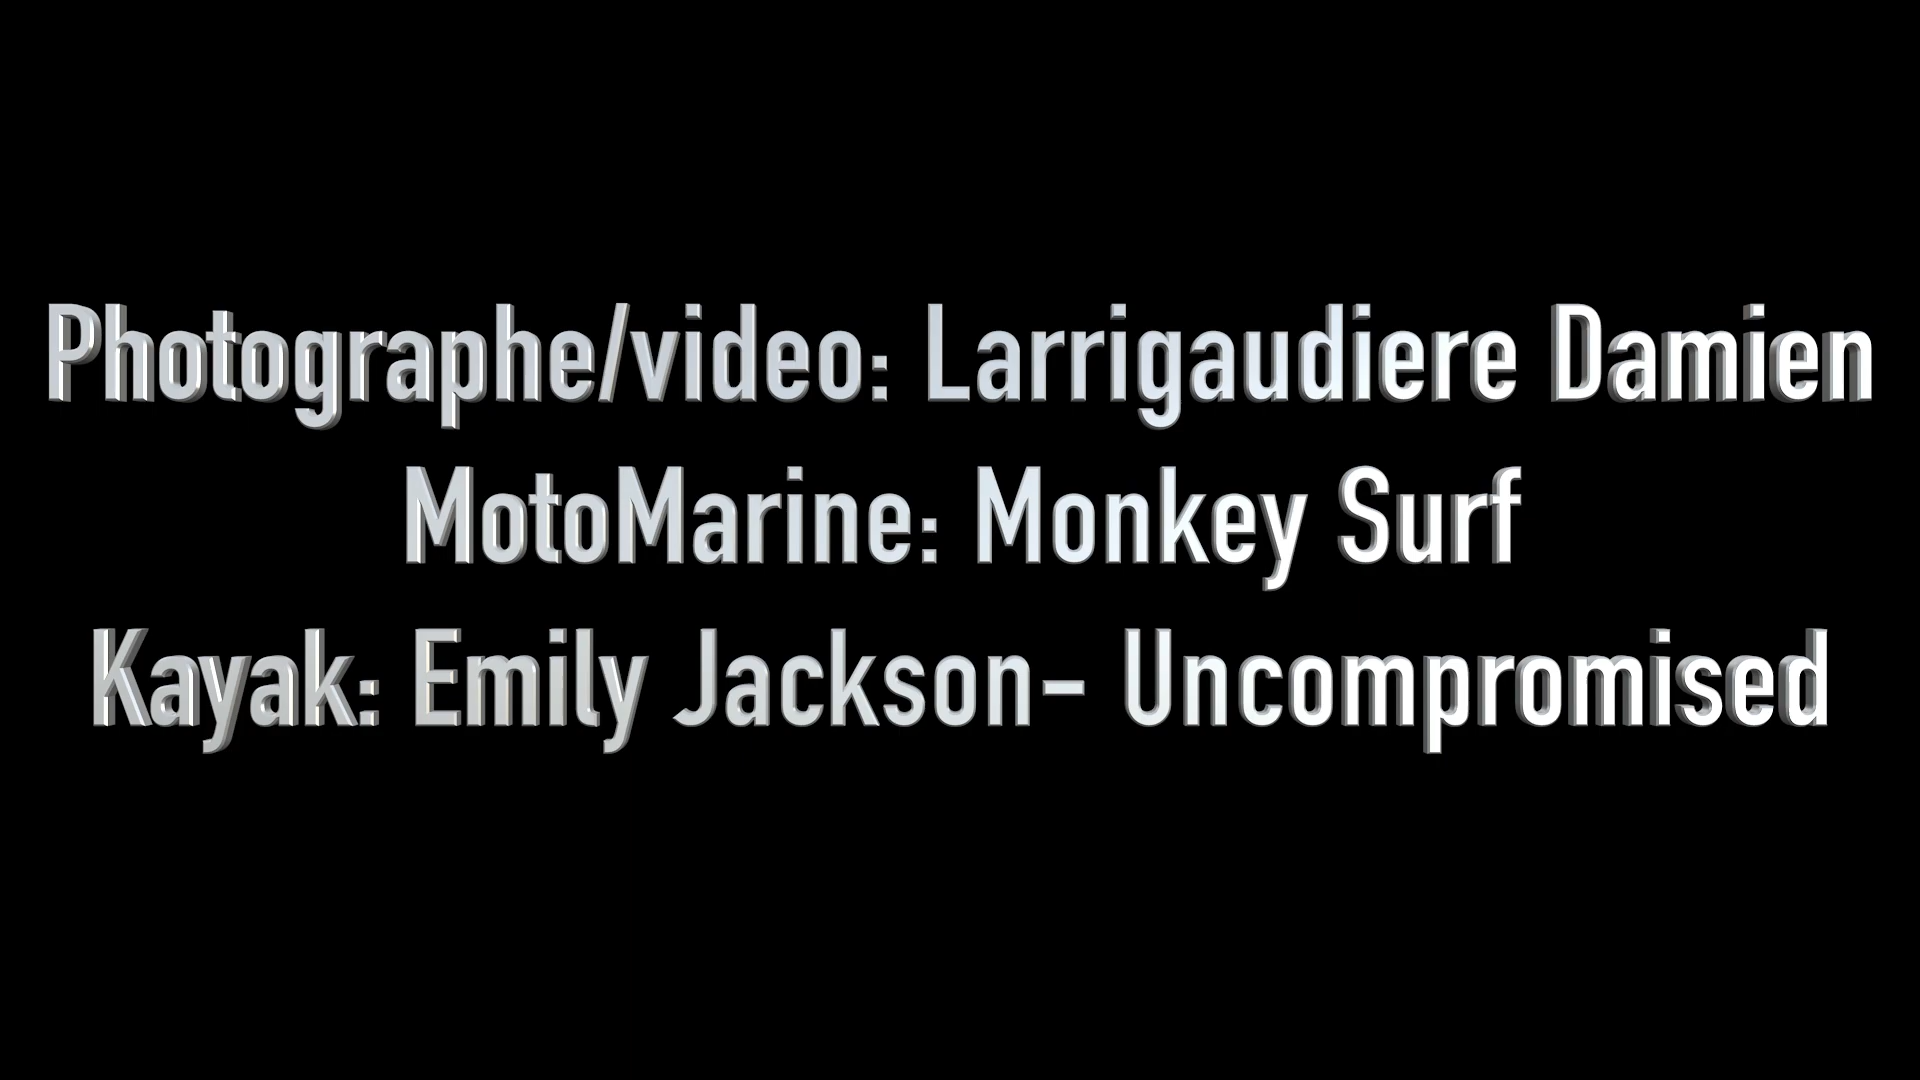 Photographe/video: Larrigaudiere Damien
MotoMarine: Monkey Surf
Kayak: Emily Jackson- Uncompromised